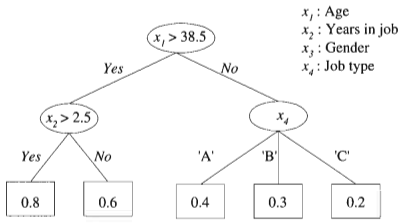 x₁ : Age
x₂ : Years in job
x₃ : Gender
x₄ : Job type
x₁ > 38.5
Yes
No
x₂ > 2.5
x₄
Yes
No
'A'
'B'
'C'
0.8
0.6
0.4
0.3
0.2